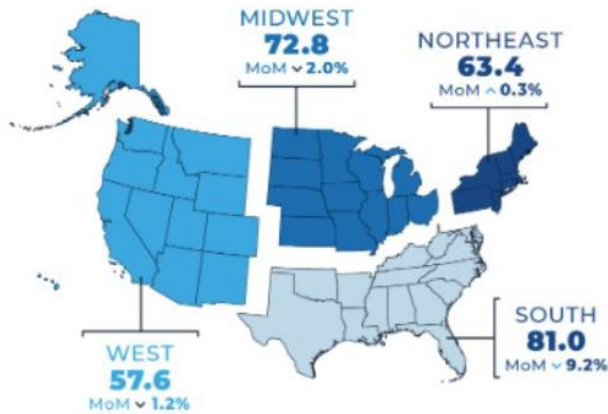 MIDWEST
72.8
MoM ⌄ 2.0%
NORTHEAST
63.4
MoM ^ 0.3%
WEST
57.6
MoM ⌄ 1.2%
SOUTH
81.0
MoM ⌄ 9.2%